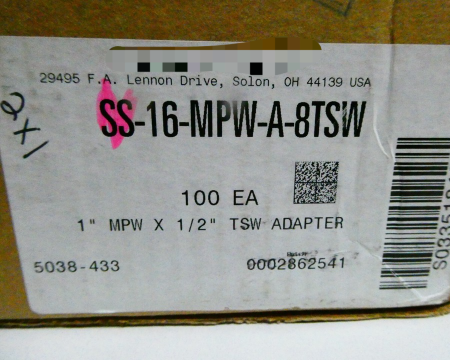 29495 F.A. Lennon Drive, Solon, OH 44139 USA
SS-16-MPW-A-8TSW
1x2
100 EA
1" MPW X 1/2" TSW ADAPTER
5038-433
0002862541